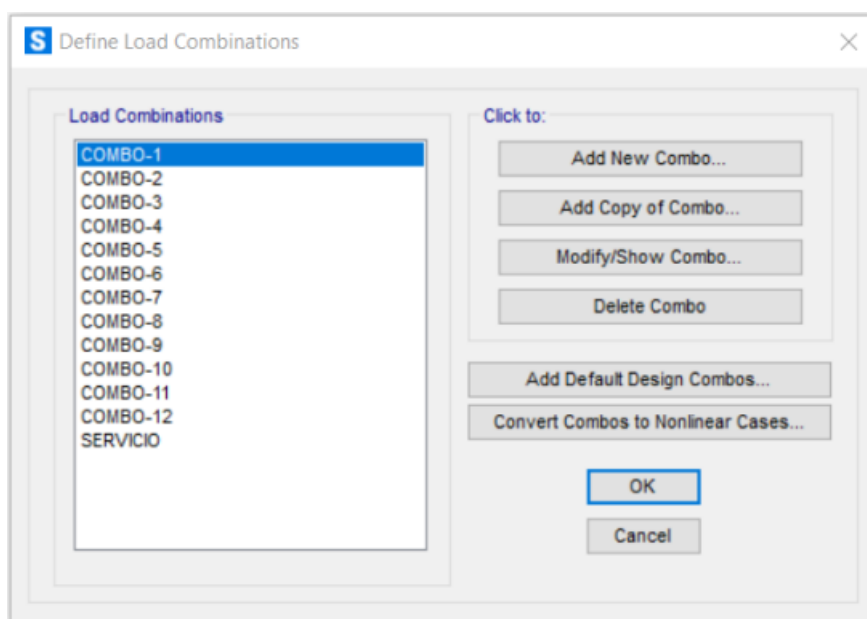 S Define Load Combinations
Load Combinations
COMBO-1
COMBO-2
COMBO-3
COMBO-4
COMBO-5
COMBO-6
COMBO-7
COMBO-8
COMBO-9
COMBO-10
COMBO-11
COMBO-12
SERVICIO
Click to:
Add New Combo...
Add Copy of Combo...
Modify/Show Combo...
Delete Combo
Add Default Design Combos...
Convert Combos to Nonlinear Cases...
OK
Cancel